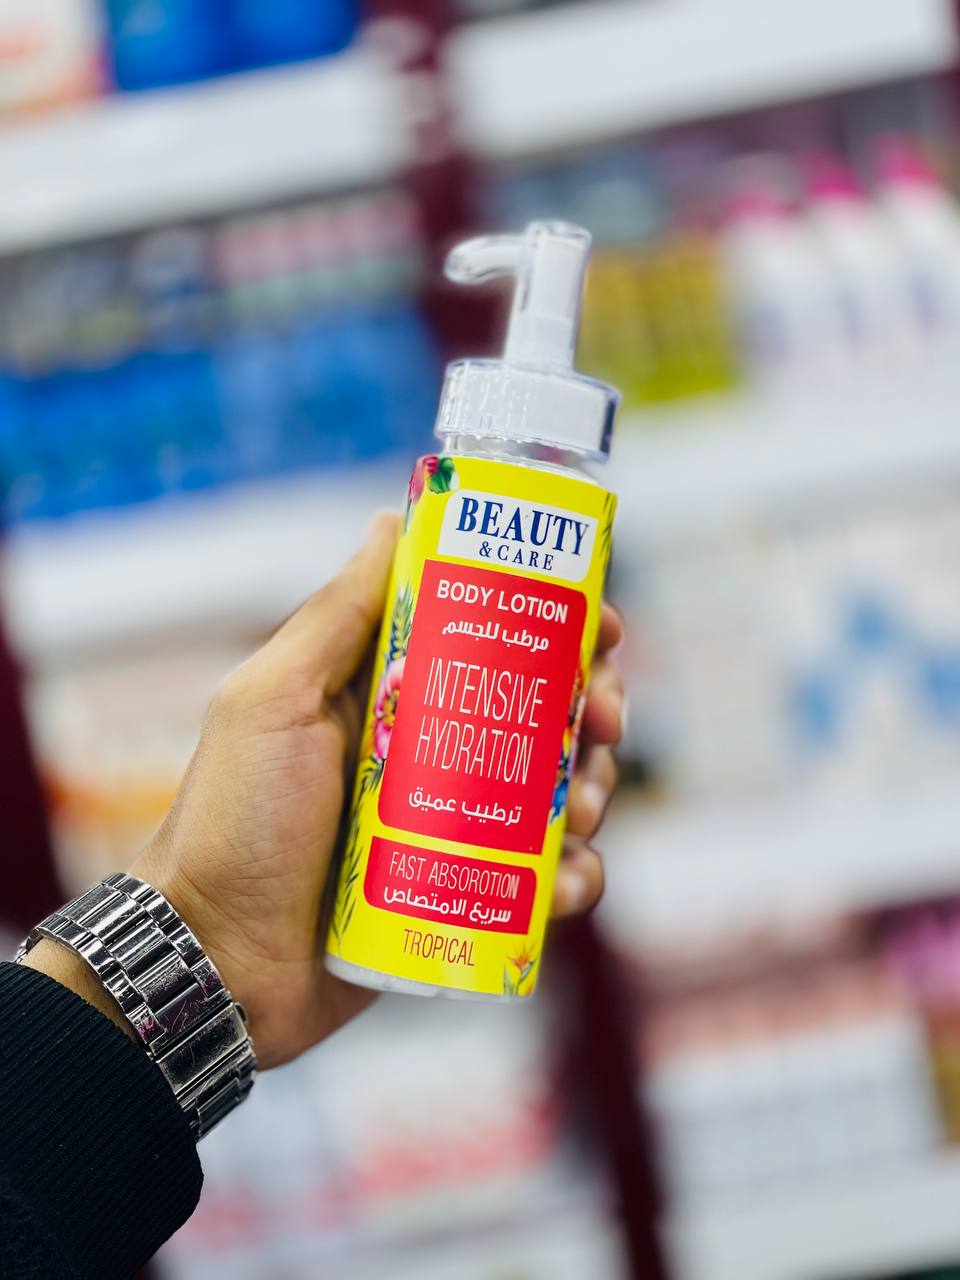 BEAUTY
& CARE
BODY LOTION
مرطب للجسم
INTENSIVE
HYDRATION
ترطيب عميق
FAST ABSOROTION
سريع الامتصاص
TROPICAL